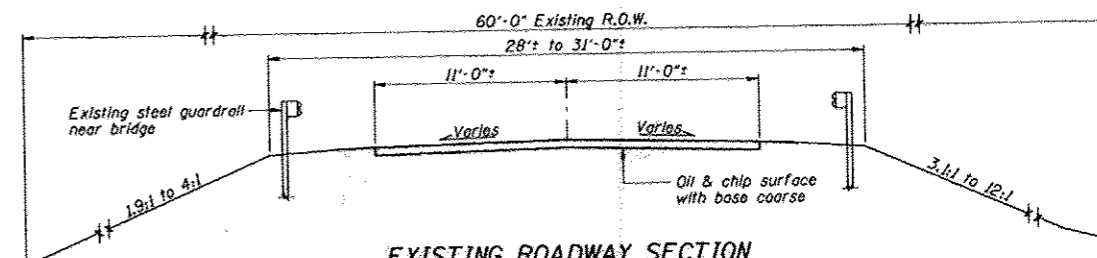 60'-0" Existing R.O.W.
28'± to 31'-0"±
11'-0"± 11'-0"±
Existing steel guardrail
near bridge
Varies Varies
1.9:1 to 4:1
3.1:1 to 12:1
Oil & chip surface
with base coarse
EXISTING ROADWAY SECTION